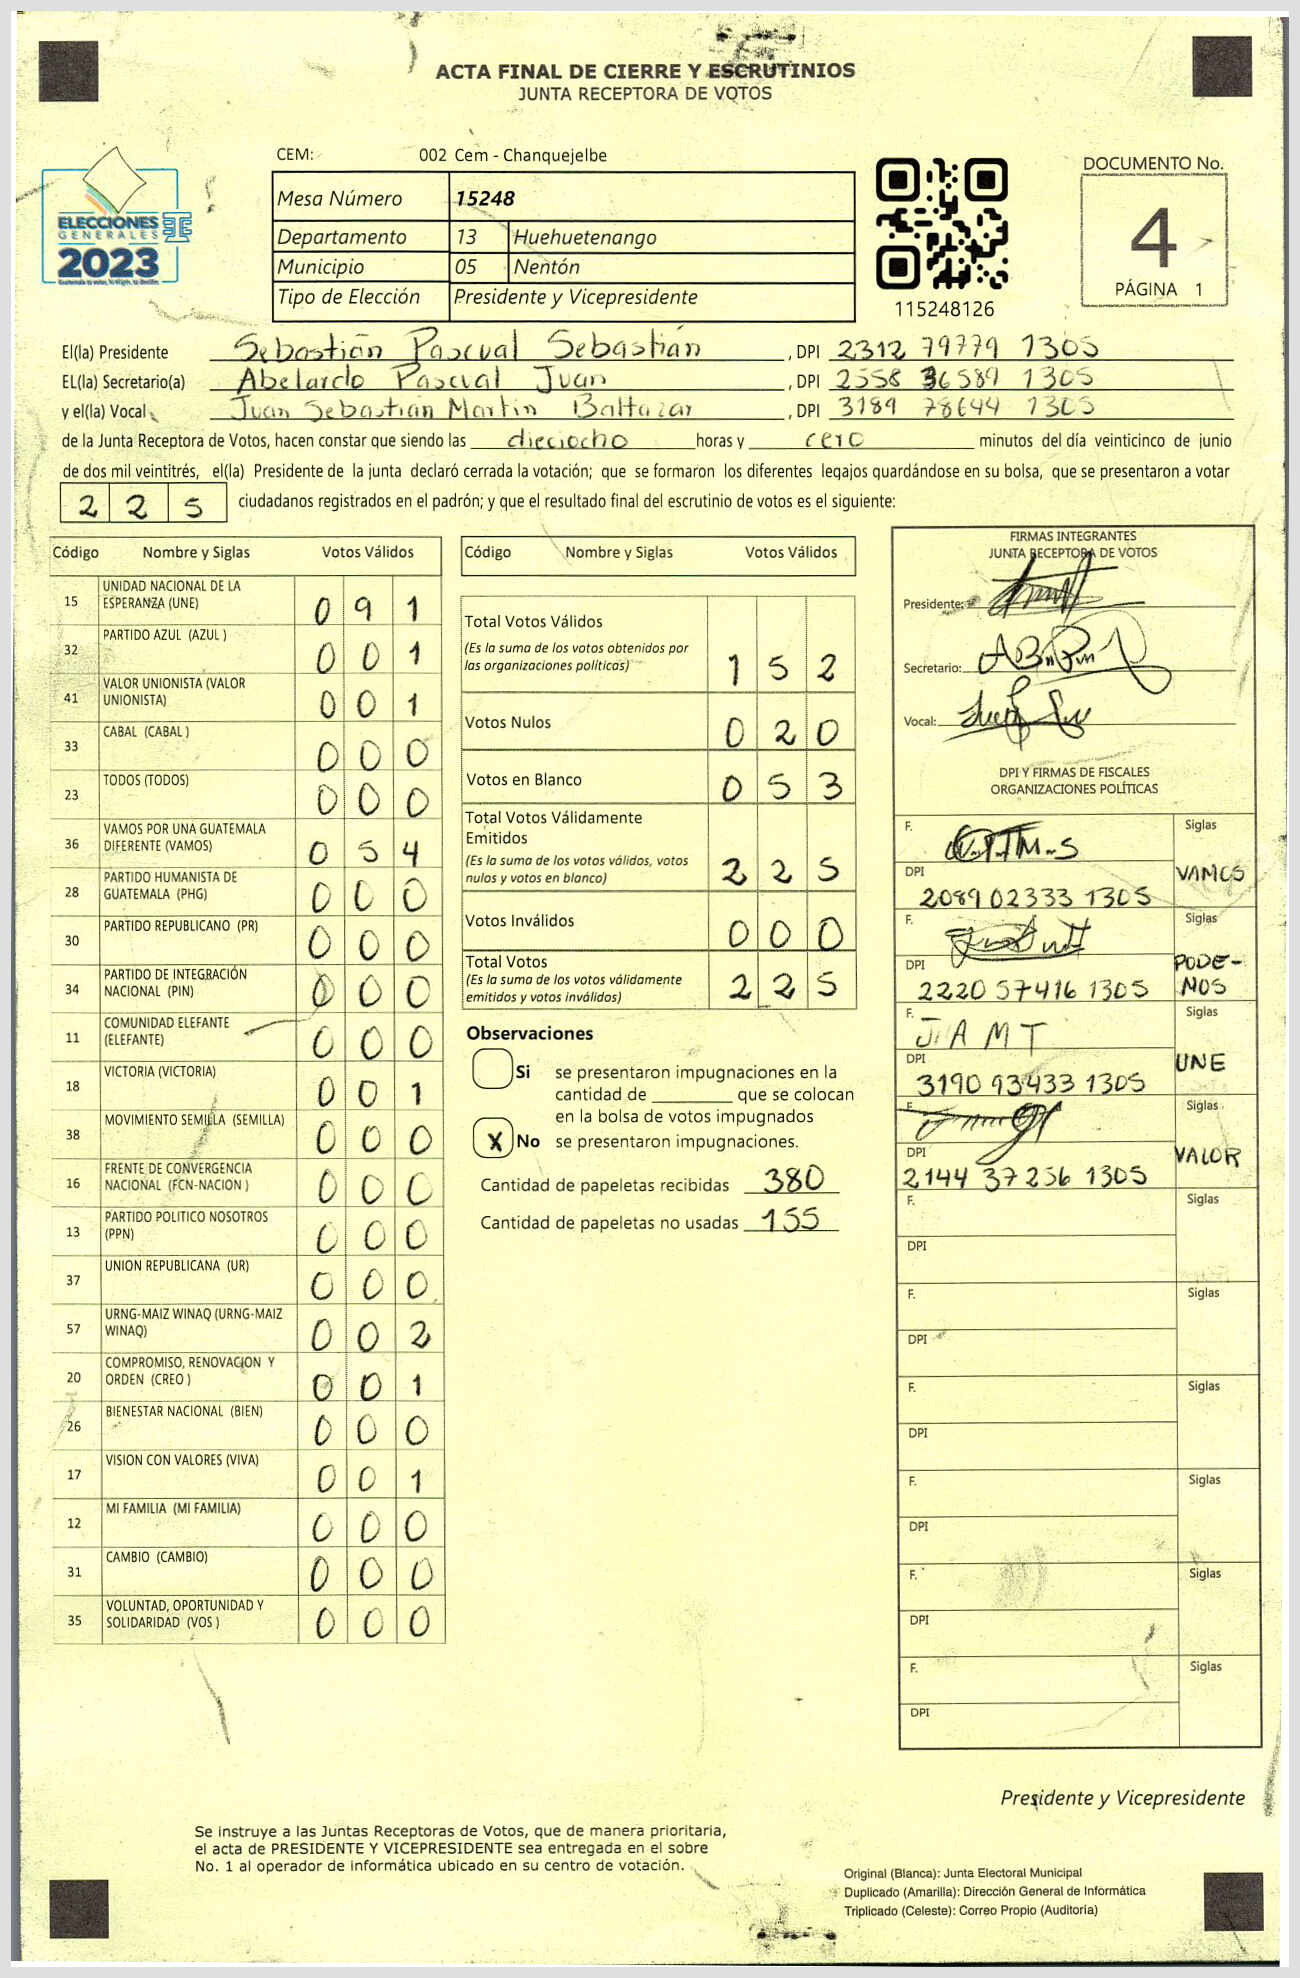 ACTA FINAL DE CIERRE Y ESCRUTINIOS
JUNTA RECEPTORA DE VOTOS
CEM: 002 Cem - Chanquejelbe
ELECCIONES
GENERALES
2023
Mesa Número 15248
Departamento 13 Huehuetenango
Municipio 05 Nentón
Tipo de Elección Presidente y Vicepresidente
115248126
DOCUMENTO No.
4
PÁGINA 1
El(la) Presidente Sebastián Pascual Sebastián, DPI 2312 79779 1305
EL(la) Secretario(a) Abelardo Pascual Juan, DPI 2558 36589 1305
y el(la) Vocal Juan Sebastián Martin Baltazar, DPI 3189 78644 1305
de la Junta Receptora de Votos, hacen constar que siendo las dieciocho horas y cero minutos del día veinticinco de junio
de dos mil veintitrés, el(la) Presidente de la junta declaró cerrada la votación; que se formaron los diferentes legajos quardándose en su bolsa, que se presentaron a votar
2 2 5 ciudadanos registrados en el padrón; y que el resultado final del escrutinio de votos es el siguiente:
Código Nombre y Siglas Votos Válidos
15 UNIDAD NACIONAL DE LA ESPERANZA (UNE) 0 9 1
32 PARTIDO AZUL (AZUL ) 0 0 1
41 VALOR UNIONISTA (VALOR UNIONISTA) 0 0 1
33 CABAL (CABAL ) 0 0 0
23 TODOS (TODOS) 0 0 0
36 VAMOS POR UNA GUATEMALA DIFERENTE (VAMOS) 0 5 4
28 PARTIDO HUMANISTA DE GUATEMALA (PHG) 0 0 0
30 PARTIDO REPUBLICANO (PR) 0 0 0
34 PARTIDO DE INTEGRACIÓN NACIONAL (PIN) 0 0 0
11 COMUNIDAD ELEFANTE (ELEFANTE) 0 0 0
18 VICTORIA (VICTORIA) 0 0 1
38 MOVIMIENTO SEMILLA (SEMILLA) 0 0 0
16 FRENTE DE CONVERGENCIA NACIONAL (FCN-NACION ) 0 0 0
13 PARTIDO POLITICO NOSOTROS (PPN) 0 0 0
37 UNION REPUBLICANA (UR) 0 0 0
57 URNG-MAIZ WINAQ (URNG-MAIZ WINAQ) 0 0 2
20 COMPROMISO, RENOVACION Y ORDEN (CREO ) 0 0 1
26 BIENESTAR NACIONAL (BIEN) 0 0 0
17 VISION CON VALORES (VIVA) 0 0 1
12 MI FAMILIA (MI FAMILIA) 0 0 0
31 CAMBIO (CAMBIO) 0 0 0
35 VOLUNTAD, OPORTUNIDAD Y SOLIDARIDAD (VOS ) 0 0 0
Código Nombre y Siglas Votos Válidos
Total Votos Válidos
(Es la suma de los votos obtenidos por
las organizaciones políticas) 1 5 2
Votos Nulos 0 2 0
Votos en Blanco 0 5 3
Total Votos Válidamente
Emitidos
(Es la suma de los votos válidos, votos
nulos y votos en blanco) 2 2 5
Votos Inválidos 0 0 0
Total Votos
(Es la suma de los votos válidamente
emitidos y votos inválidos) 2 2 5
Observaciones
Si se presentaron impugnaciones en la
cantidad de ________ que se colocan
en la bolsa de votos impugnados
X No se presentaron impugnaciones.
Cantidad de papeletas recibidas 380
Cantidad de papeletas no usadas 155
FIRMAS INTEGRANTES
JUNTA RECEPTORA DE VOTOS
Presidente:
Secretario:
Vocal:
DPI Y FIRMAS DE FISCALES
ORGANIZACIONES POLÍTICAS
F. Siglas
VAMOS
DPI
2089 02333 1305
F. Siglas
PODE-
MOS
DPI
2220 57416 1305
F. J. A M T Siglas
UNE
DPI
3190 93433 1305
F. Siglas
VALOR
DPI
2144 37256 1305
F. Siglas
DPI
F. Siglas
DPI
F. Siglas
DPI
F. Siglas
DPI
F. Siglas
DPI
F. Siglas
DPI
Presidente y Vicepresidente
Se instruye a las Juntas Receptoras de Votos, que de manera prioritaria,
el acta de PRESIDENTE Y VICEPRESIDENTE sea entregada en el sobre
No. 1 al operador de informática ubicado en su centro de votación.
Original (Blanca): Junta Electoral Municipal
Duplicado (Amarilla): Dirección General de Informática
Triplicado (Celeste): Correo Propio (Auditoría)